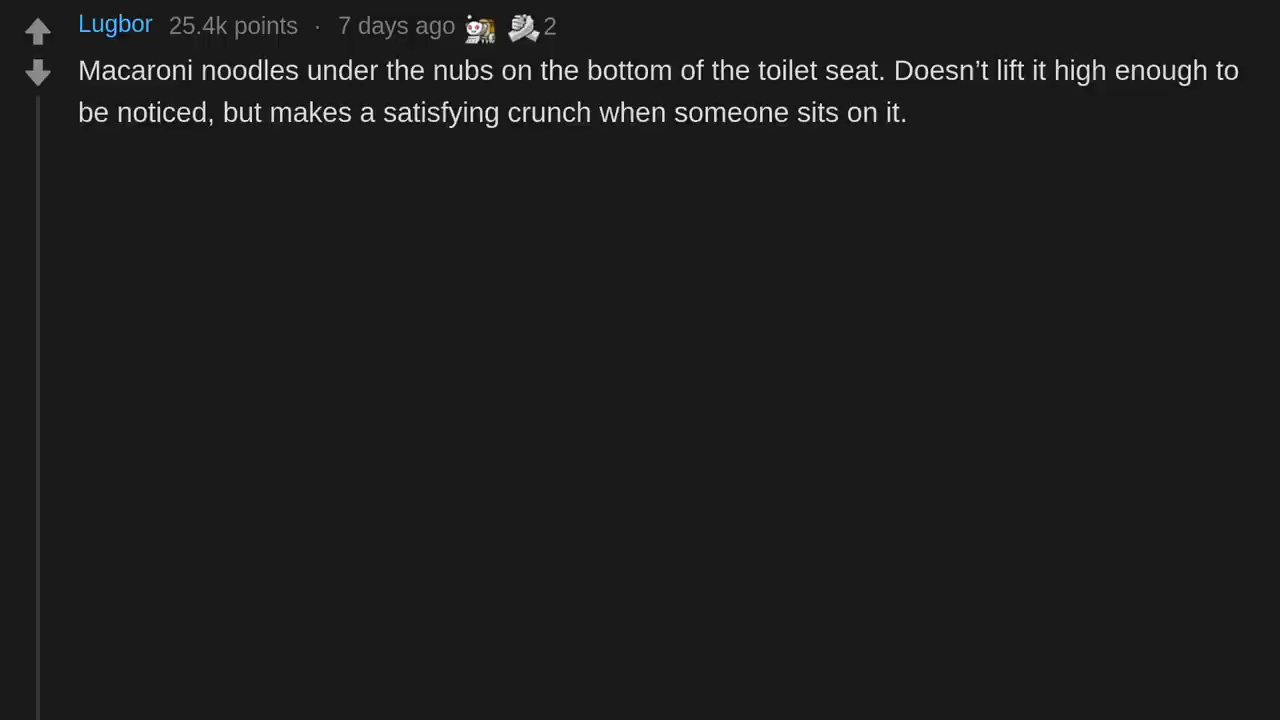 Lugbor 25.4k points · 7 days ago 2
Macaroni noodles under the nubs on the bottom of the toilet seat. Doesn’t lift it high enough to
be noticed, but makes a satisfying crunch when someone sits on it.